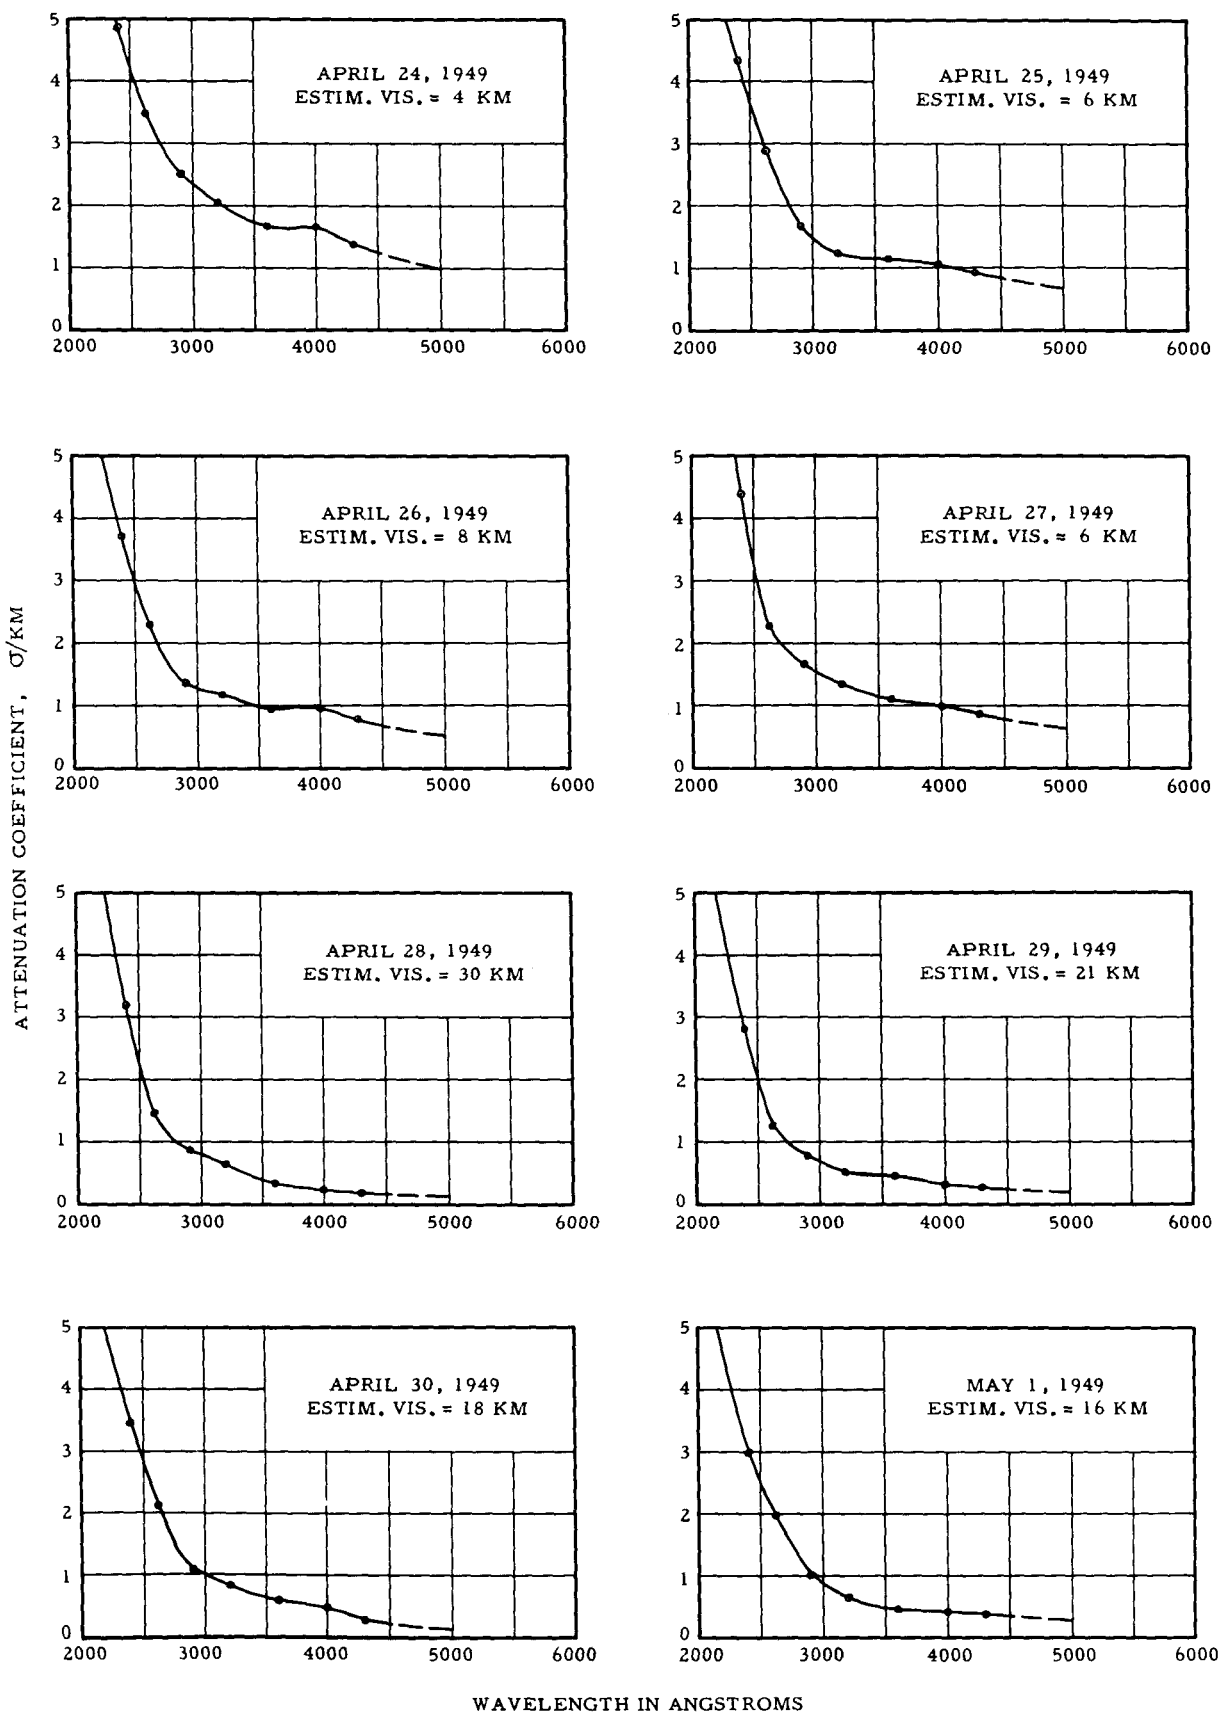 5
4
3
2
1
0
2000 3000 4000 5000 6000
APRIL 24, 1949
ESTIM. VIS. = 4 KM
5
4
3
2
1
0
2000 3000 4000 5000 6000
APRIL 25, 1949
ESTIM. VIS. = 6 KM
5
4
3
2
1
0
2000 3000 4000 5000 6000
APRIL 26, 1949
ESTIM. VIS. = 8 KM
5
4
3
2
1
0
2000 3000 4000 5000 6000
APRIL 27, 1949
ESTIM. VIS. = 6 KM
ATTENUATION COEFFICIENT, σ/KM
5
4
3
2
1
0
2000 3000 4000 5000 6000
APRIL 28, 1949
ESTIM. VIS. = 30 KM
5
4
3
2
1
0
2000 3000 4000 5000 6000
APRIL 29, 1949
ESTIM. VIS. = 21 KM
5
4
3
2
1
0
2000 3000 4000 5000 6000
APRIL 30, 1949
ESTIM. VIS. = 18 KM
5
4
3
2
1
0
2000 3000 4000 5000 6000
MAY 1, 1949
ESTIM. VIS. = 16 KM
WAVELENGTH IN ANGSTROMS